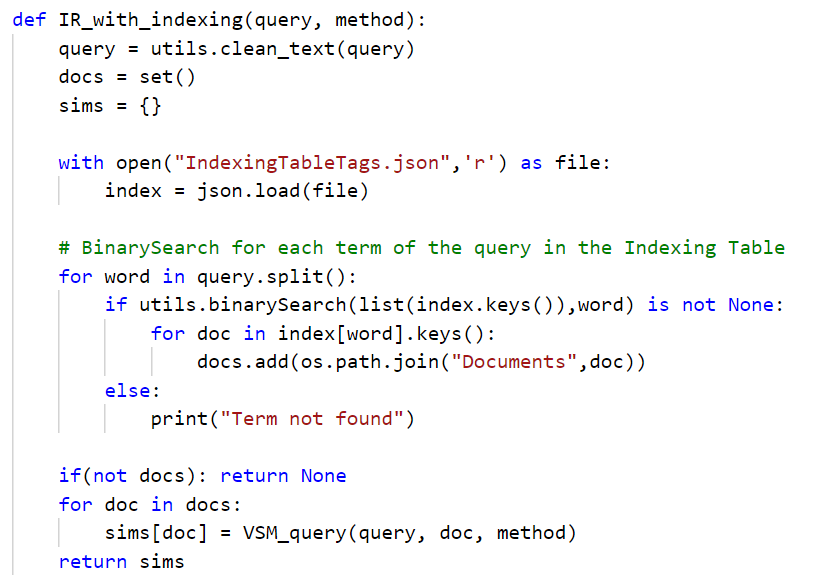 def IR_with_indexing(query, method):
    query = utils.clean_text(query)
    docs = set()
    sims = {}
    with open("IndexingTableTags.json",'r') as file:
        index = json.load(file)
    # BinarySearch for each term of the query in the Indexing Table
    for word in query.split():
        if utils.binarySearch(list(index.keys()),word) is not None:
            for doc in index[word].keys():
                docs.add(os.path.join("Documents",doc))
        else:
            print("Term not found")
    if(not docs): return None
    for doc in docs:
        sims[doc] = VSM_query(query, doc, method)
    return sims